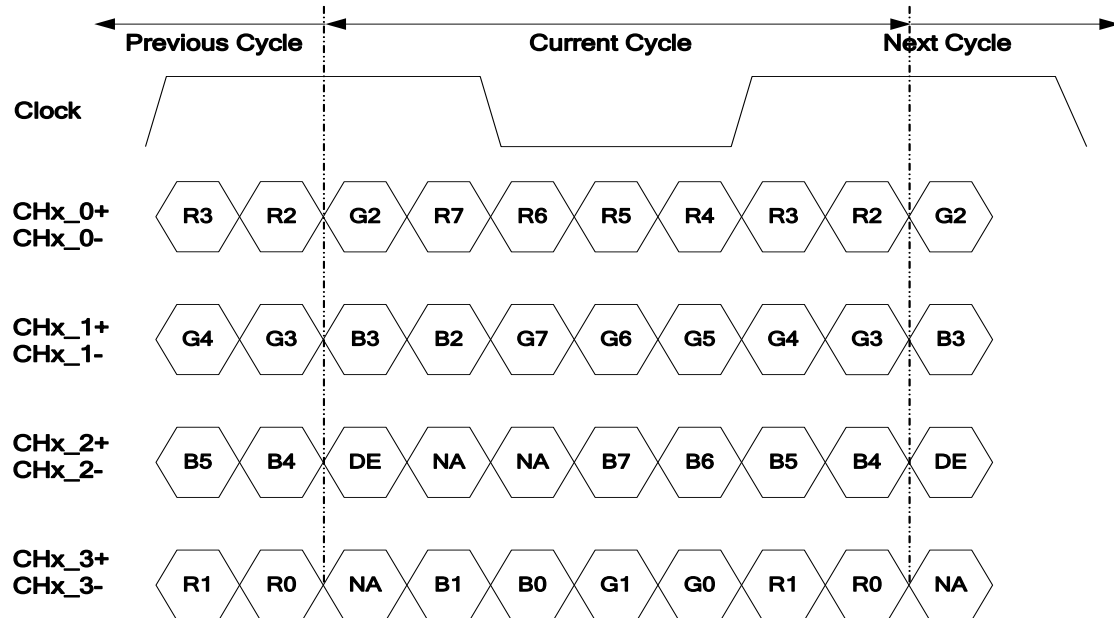 Previous Cycle Current Cycle Next Cycle
Clock
CHx_0+
CHx_0-
R3 R2 G2 R7 R6 R5 R4 R3 R2 G2
CHx_1+
CHx_1-
G4 G3 B3 B2 G7 G6 G5 G4 G3 B3
CHx_2+
CHx_2-
B5 B4 DE NA NA B7 B6 B5 B4 DE
CHx_3+
CHx_3-
R1 R0 NA B1 B0 G1 G0 R1 R0 NA